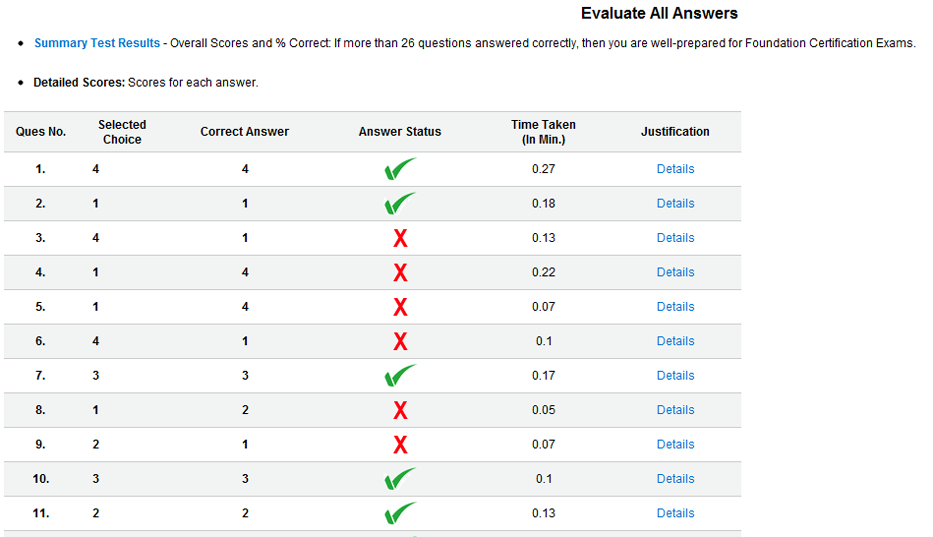 Evaluate All Answers
Summary Test Results - Overall Scores and % Correct: If more than 26 questions answered correctly, then you are well-prepared for Foundation Certification Exams.
Detailed Scores: Scores for each answer.
Ques No. Selected Choice Correct Answer Answer Status Time Taken (In Min.) Justification
1. 4 4 0.27 Details
2. 1 1 0.18 Details
3. 4 1 X 0.13 Details
4. 1 4 X 0.22 Details
5. 1 4 X 0.07 Details
6. 4 1 X 0.1 Details
7. 3 3 0.17 Details
8. 1 2 X 0.05 Details
9. 2 1 X 0.07 Details
10. 3 3 0.1 Details
11. 2 2 0.13 Details